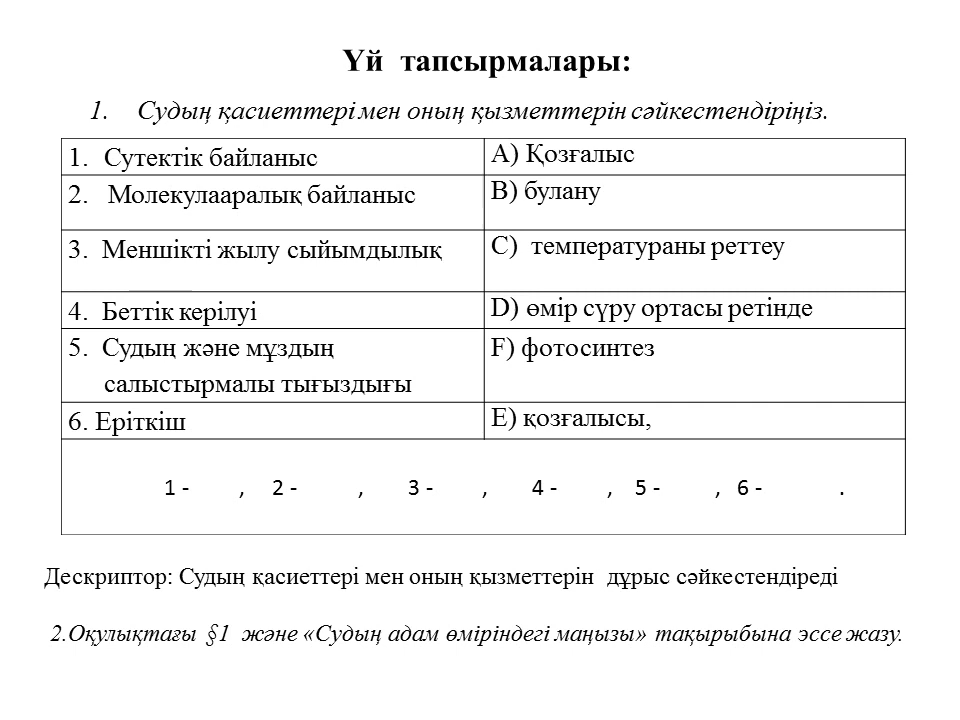 Үй тапсырмалары:
1. Судың қасиеттері мен оның қызметтерін сәйкестендіріңіз.
1. Сутектік байланыс
A) Қозғалыс
2. Молекулааралық байланыс
B) булану
3. Меншікті жылу сыйымдылық
C) температураны реттеу
4. Беттік керілуі
D) өмір сүру ортасы ретінде
5. Судың және мұздың
салыстырмалы тығыздығы
F) фотосинтез
6. Еріткіш
E) қозғалысы,
1 - , 2 - , 3 - , 4 - , 5 - , 6 - .
Дескриптор: Судың қасиеттері мен оның қызметтерін дұрыс сәйкестендіреді
2.Оқулықтағы §1 және «Судың адам өміріндегі маңызы» тақырыбына эссе жазу.